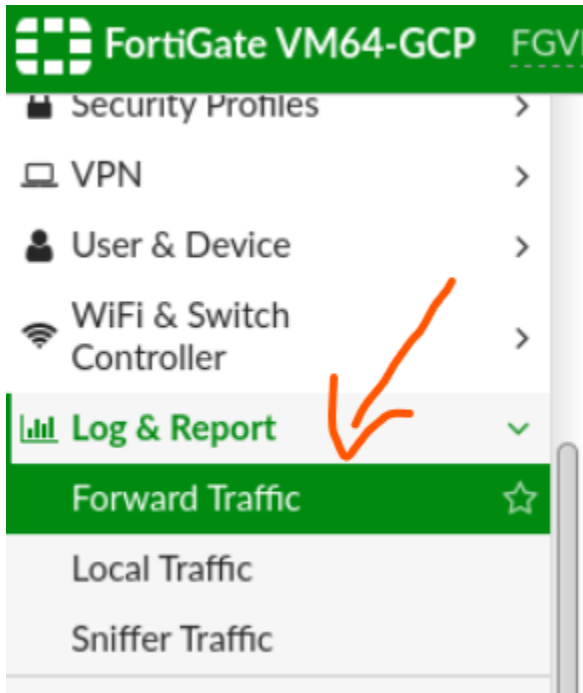 FortiGate VM64-GCP FGV
Security Profiles
VPN
User & Device
WiFi & Switch
Controller
Log & Report
Forward Traffic
Local Traffic
Sniffer Traffic